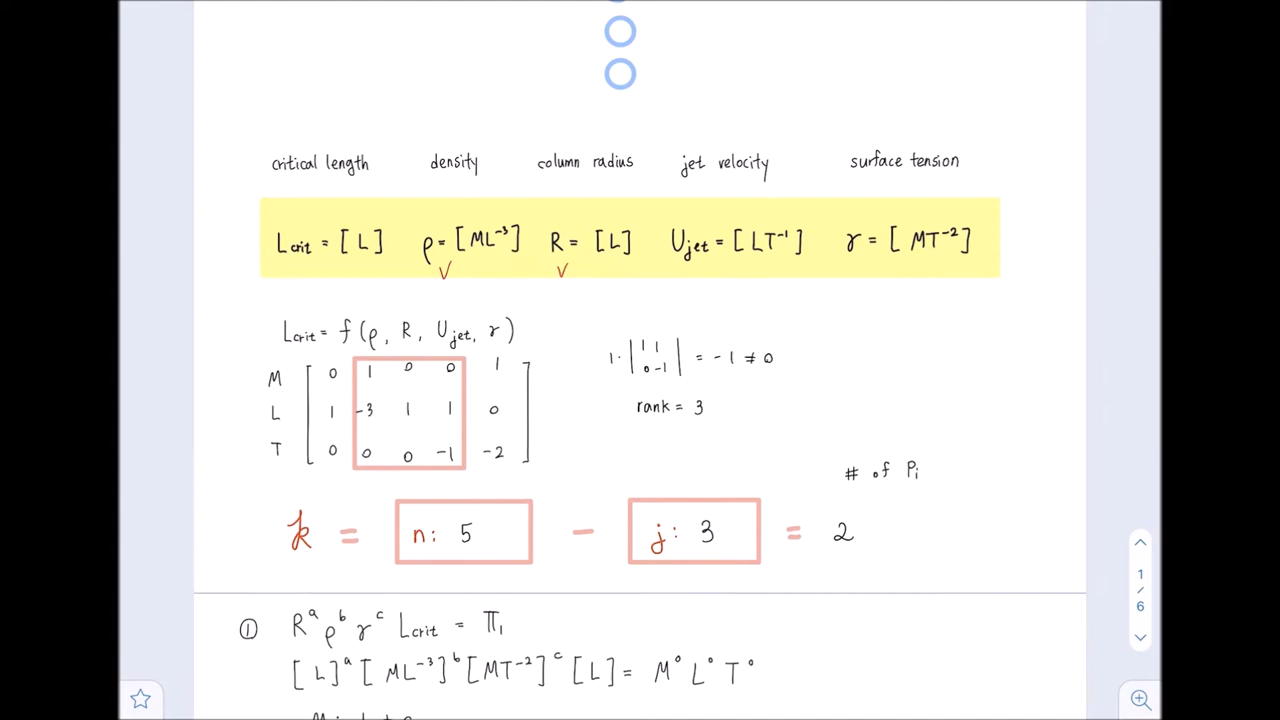 critical length density column radius jet velocity surface tension
Lcrit = [ L ] ρ = [ ML⁻³ ] R = [ L ] Ujet = [ LT⁻¹ ] γ = [ MT⁻² ]
✓ ✓
Lcrit = f (ρ, R, Ujet, γ)
M 0 1 0 0 1
L 1 -3 1 1 0
T 0 0 0 -1 -2
1· | 1 1 | = -1 ≠ 0
0 -1
rank = 3
# of Pi
k = n: 5 - j: 3 = 2
① Rᵃ ρᵇ γᶜ Lcrit = π₁
[ L ]ᵃ [ ML⁻³ ]ᵇ [ MT⁻² ]ᶜ [ L ] = M⁰ L⁰ T⁰
1
/
6